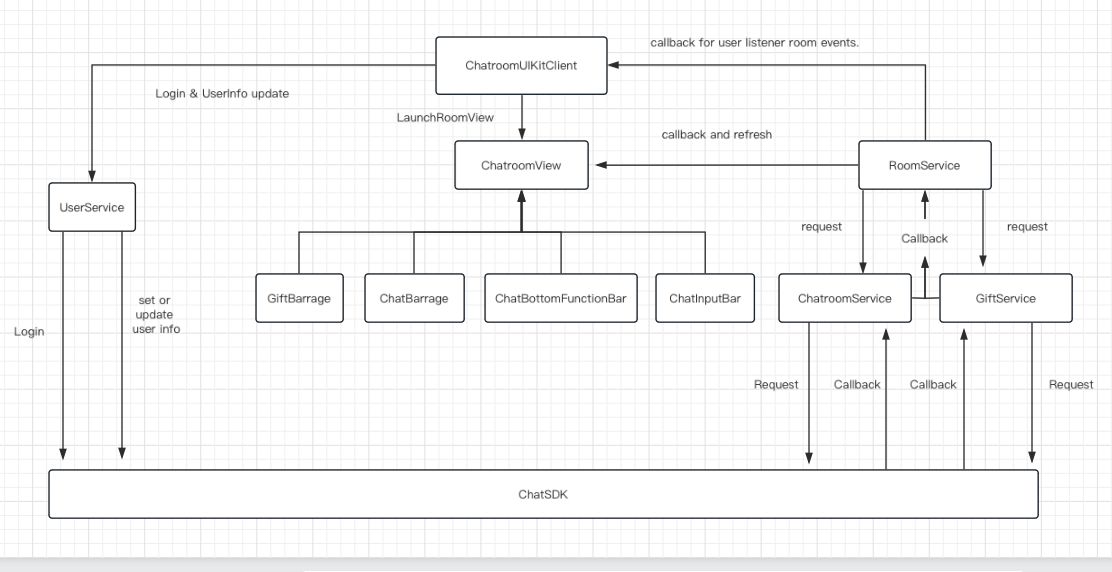 callback for user listener room events.
ChatroomUIKitClient
Login & UserInfo update
LaunchRoomView
callback and refresh
ChatroomView
RoomService
UserService
request
Callback
request
GiftBarrage
ChatBarrage
ChatBottomFunctionBar
ChatInputBar
ChatroomService
GiftService
set or
update
user info
Login
Request
Callback
Callback
Request
ChatSDK